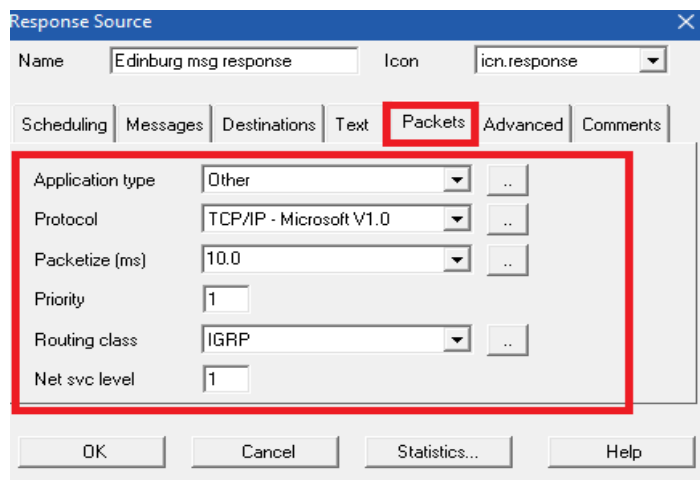 Response Source
Name Edinburg msg response Icon icn.response
Scheduling Messages Destinations Text Packets Advanced Comments
Application type Other ..
Protocol TCP/IP - Microsoft V1.0 ..
Packetize (ms) 10.0 ..
Priority 1
Routing class IGRP ..
Net svc level 1
OK Cancel Statistics... Help